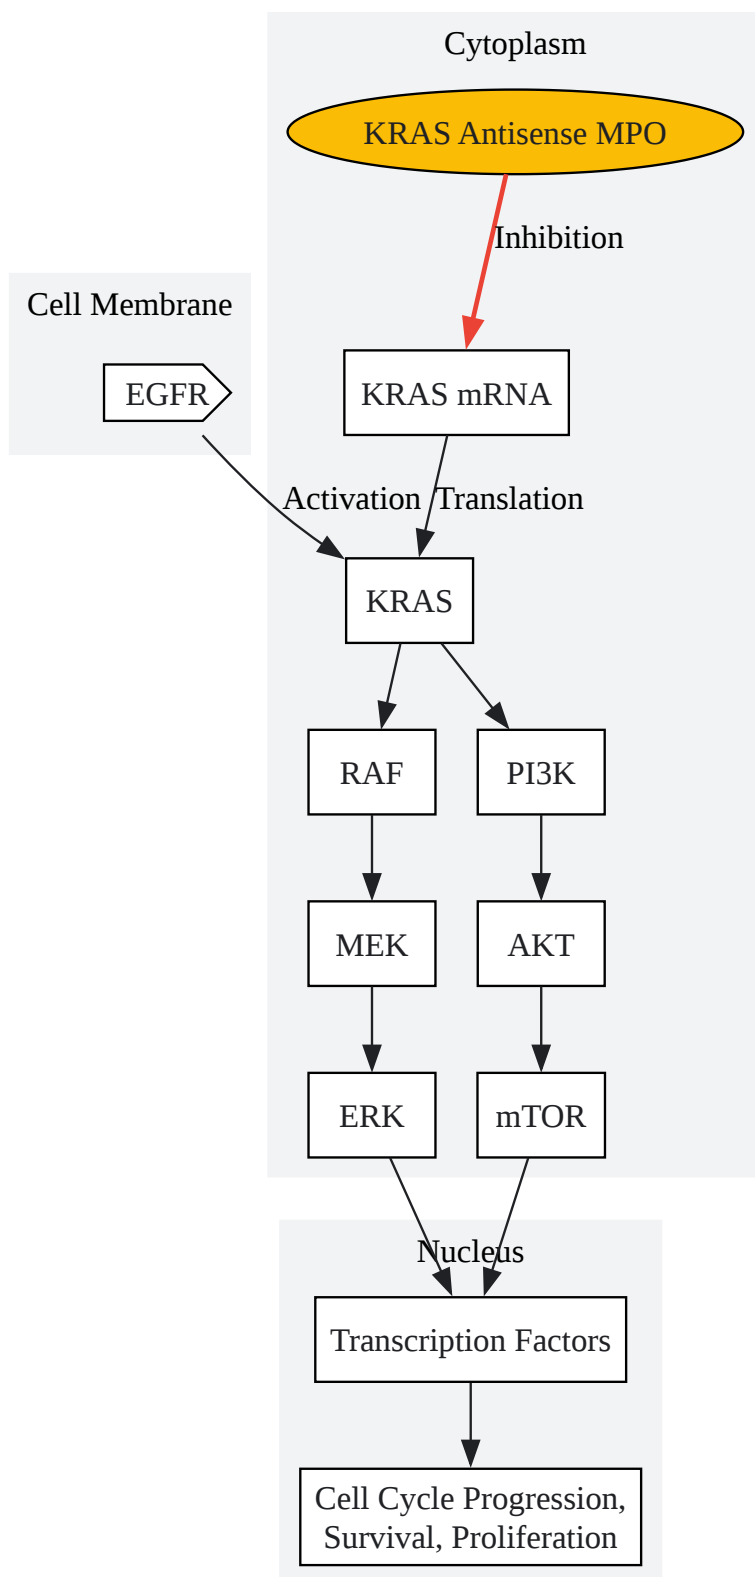 Cytoplasm
KRAS Antisense MPO
Inhibition
Cell Membrane
EGFR
KRAS mRNA
Activation
Translation
KRAS
RAF
PI3K
MEK
AKT
ERK
mTOR
Nucleus
Transcription Factors
Cell Cycle Progression,
Survival, Proliferation